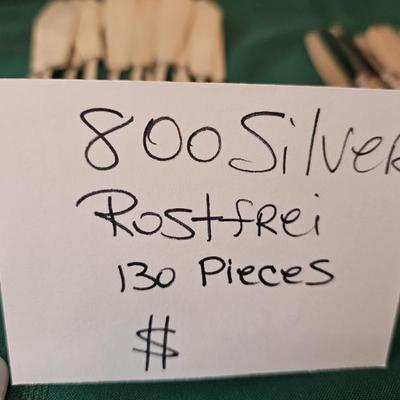 800 Silver
Rostfrei
130 Pieces
$